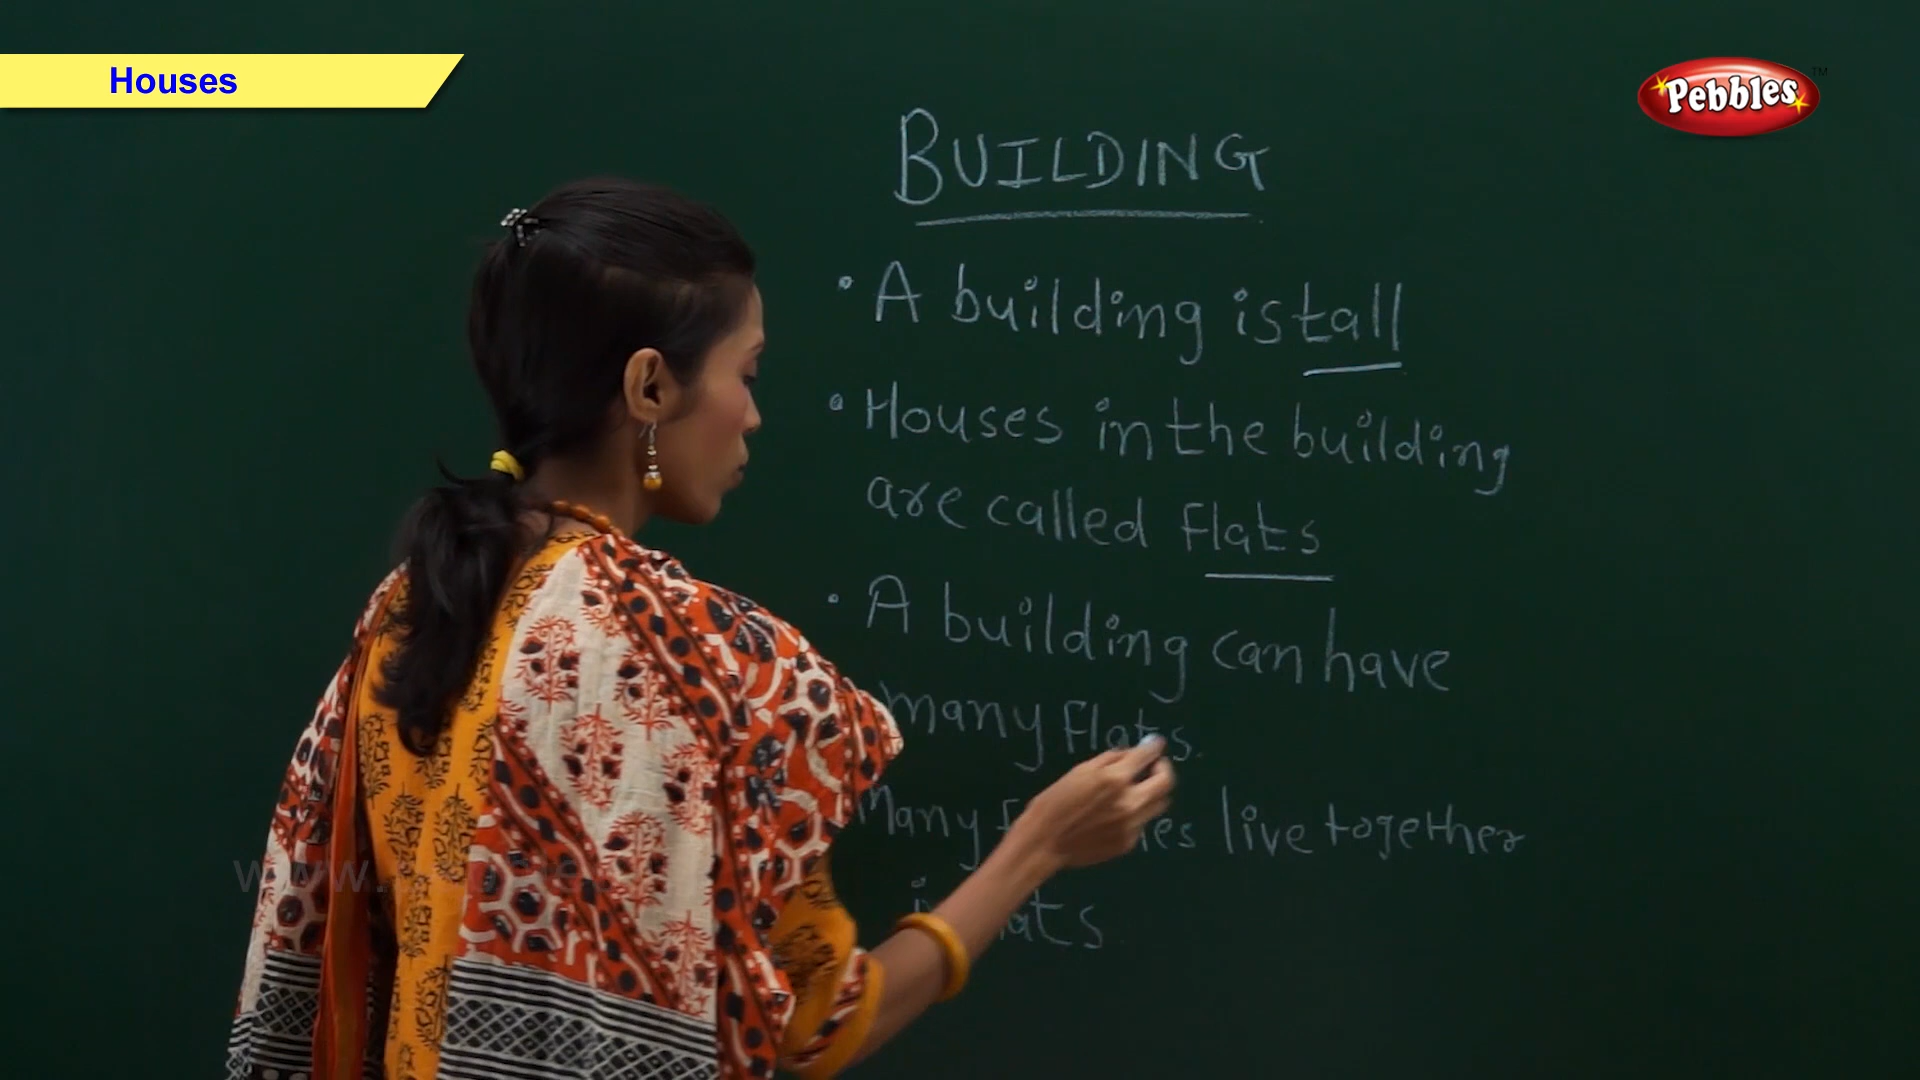 Houses
Pebbles TM
BUILDING
• A building is tall
• Houses in the building
are called flats
• A building can have
many flats.
Many live together